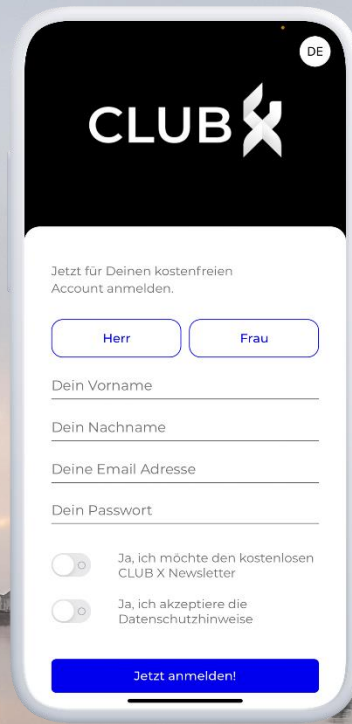 DE
CLUB X
Jetzt für Deinen kostenfreien
Account anmelden.
Herr
Frau
Dein Vorname
Dein Nachname
Deine Email Adresse
Dein Passwort
Ja, ich möchte den kostenlosen
CLUB X Newsletter
Ja, ich akzeptiere die
Datenschutzhinweise
Jetzt anmelden!